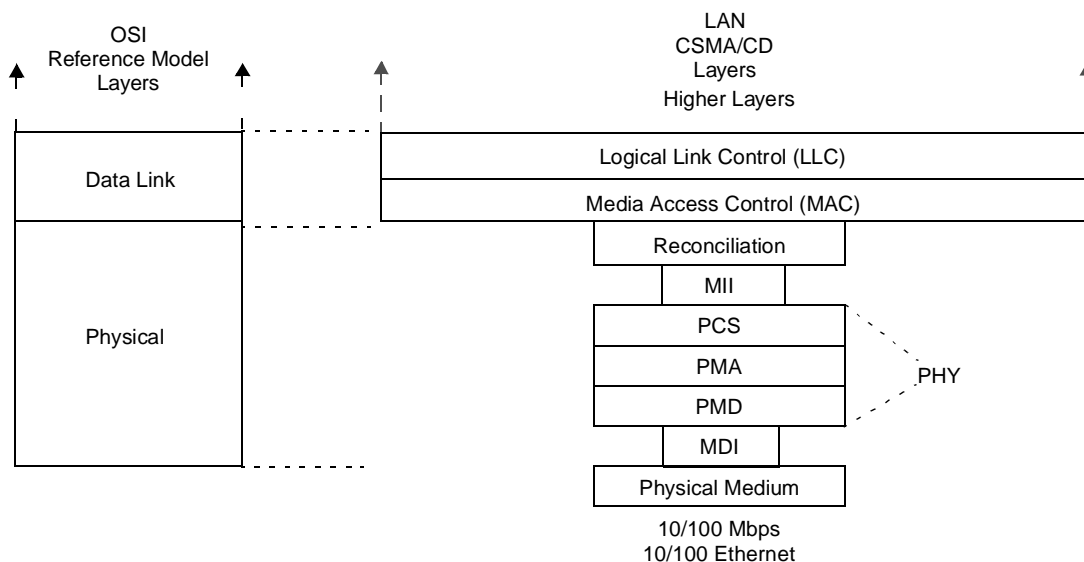 OSI
Reference Model
Layers
LAN
CSMA/CD
Layers
Higher Layers
Data Link
Logical Link Control (LLC)
Media Access Control (MAC)
Reconciliation
MII
Physical
PCS
PMA
PHY
PMD
MDI
Physical Medium
10/100 Mbps
10/100 Ethernet